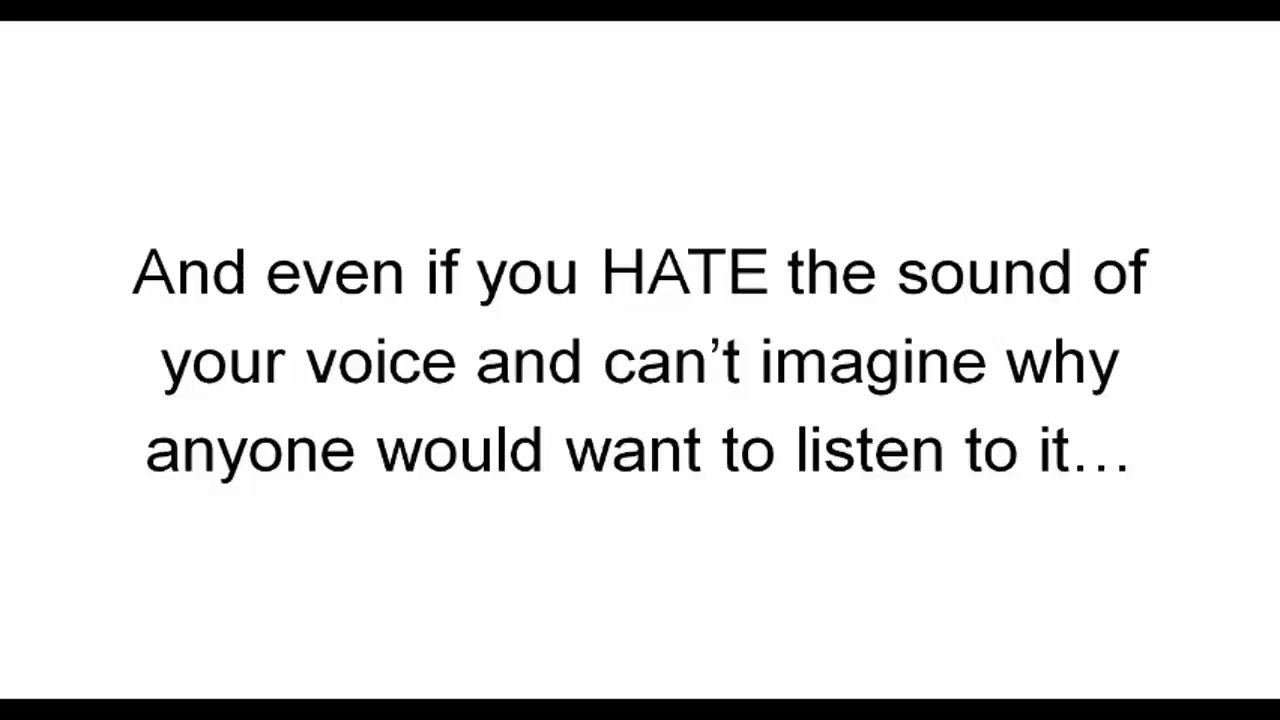 And even if you HATE the sound of
your voice and can’t imagine why
anyone would want to listen to it…